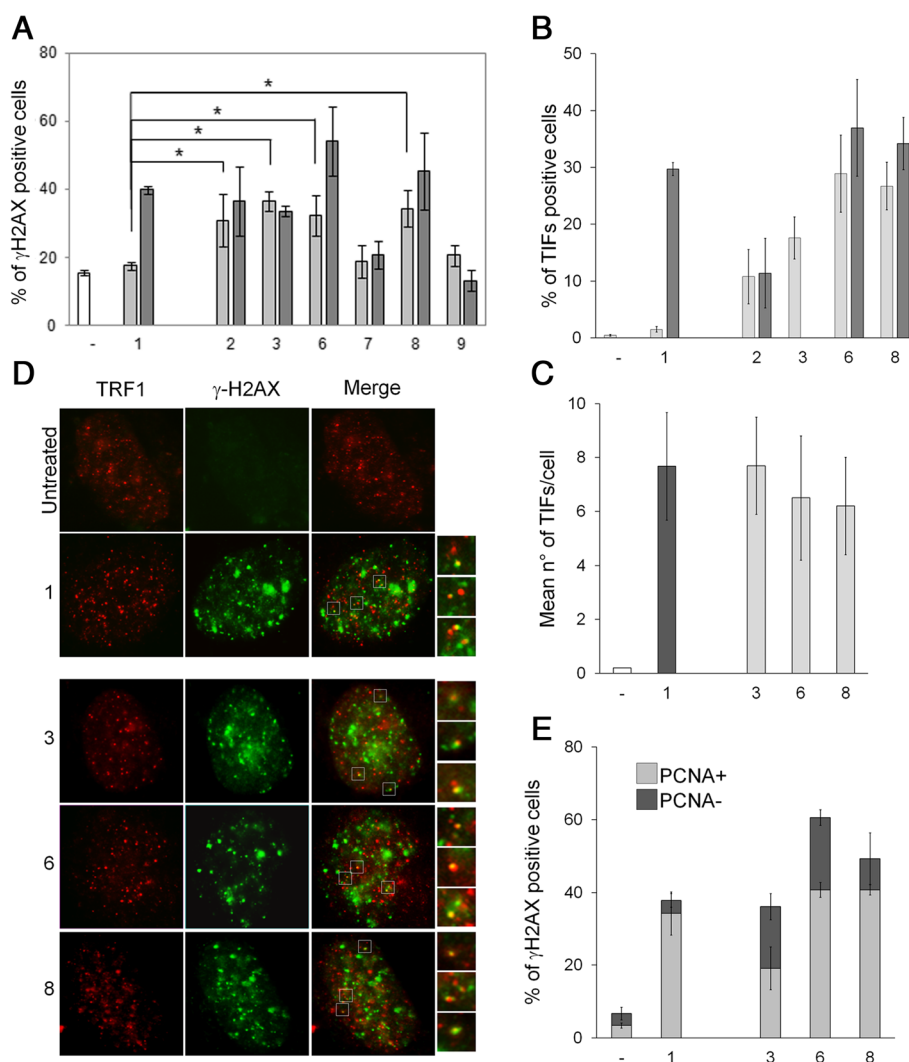 A
% of γH2AX positive cells
80
60
40
20
0
*
*
*
*
- 1 2 3 6 7 8 9
B
% of TIFs positive cells
50
40
30
20
10
0
- 1 2 3 6 8
C
Mean n° of TIFs/cell
10
8
6
4
2
0
- 1 3 6 8
D
TRF1 γ-H2AX Merge
Untreated
1
3
6
8
E
% of γH2AX positive cells
80
60
40
20
0
PCNA+
PCNA-
- 1 3 6 8